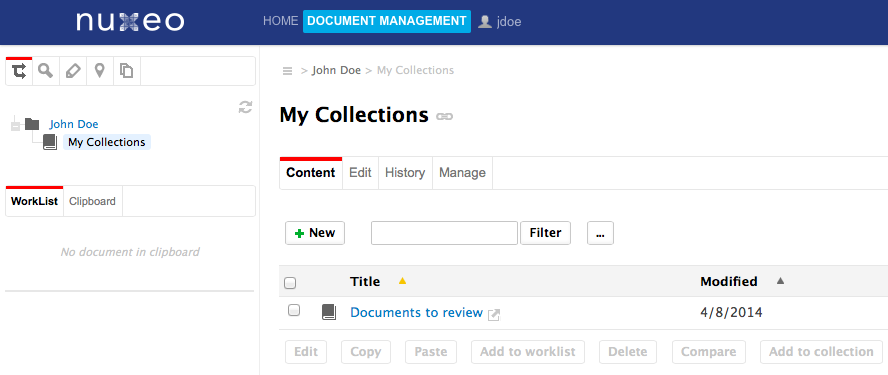 nuxeo HOME DOCUMENT MANAGEMENT jdoe
> John Doe > My Collections
John Doe
My Collections
My Collections
Content Edit History Manage
WorkList Clipboard
No document in clipboard
New Filter ...
Title Modified
Documents to review 4/8/2014
Edit Copy Paste Add to worklist Delete Compare Add to collection